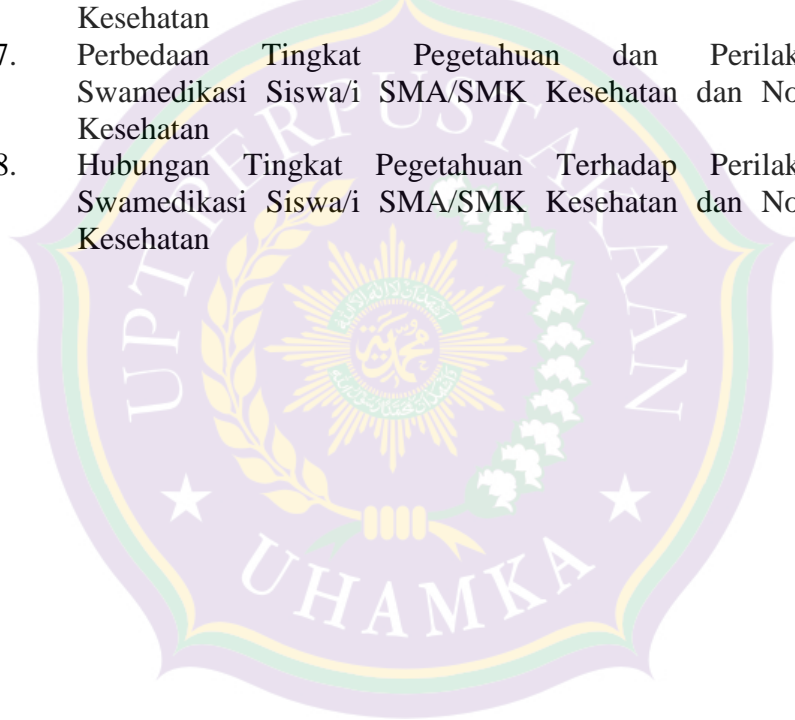 Kesehatan
7. Perbedaan Tingkat Pegetahuan dan Perilak
Swamedikasi Siswa/i SMA/SMK Kesehatan dan No
Kesehatan
8. Hubungan Tingkat Pegetahuan Terhadap Perilak
Swamedikasi Siswa/i SMA/SMK Kesehatan dan No
Kesehatan
UPT PERPUSTAKAAN
UHAMKA